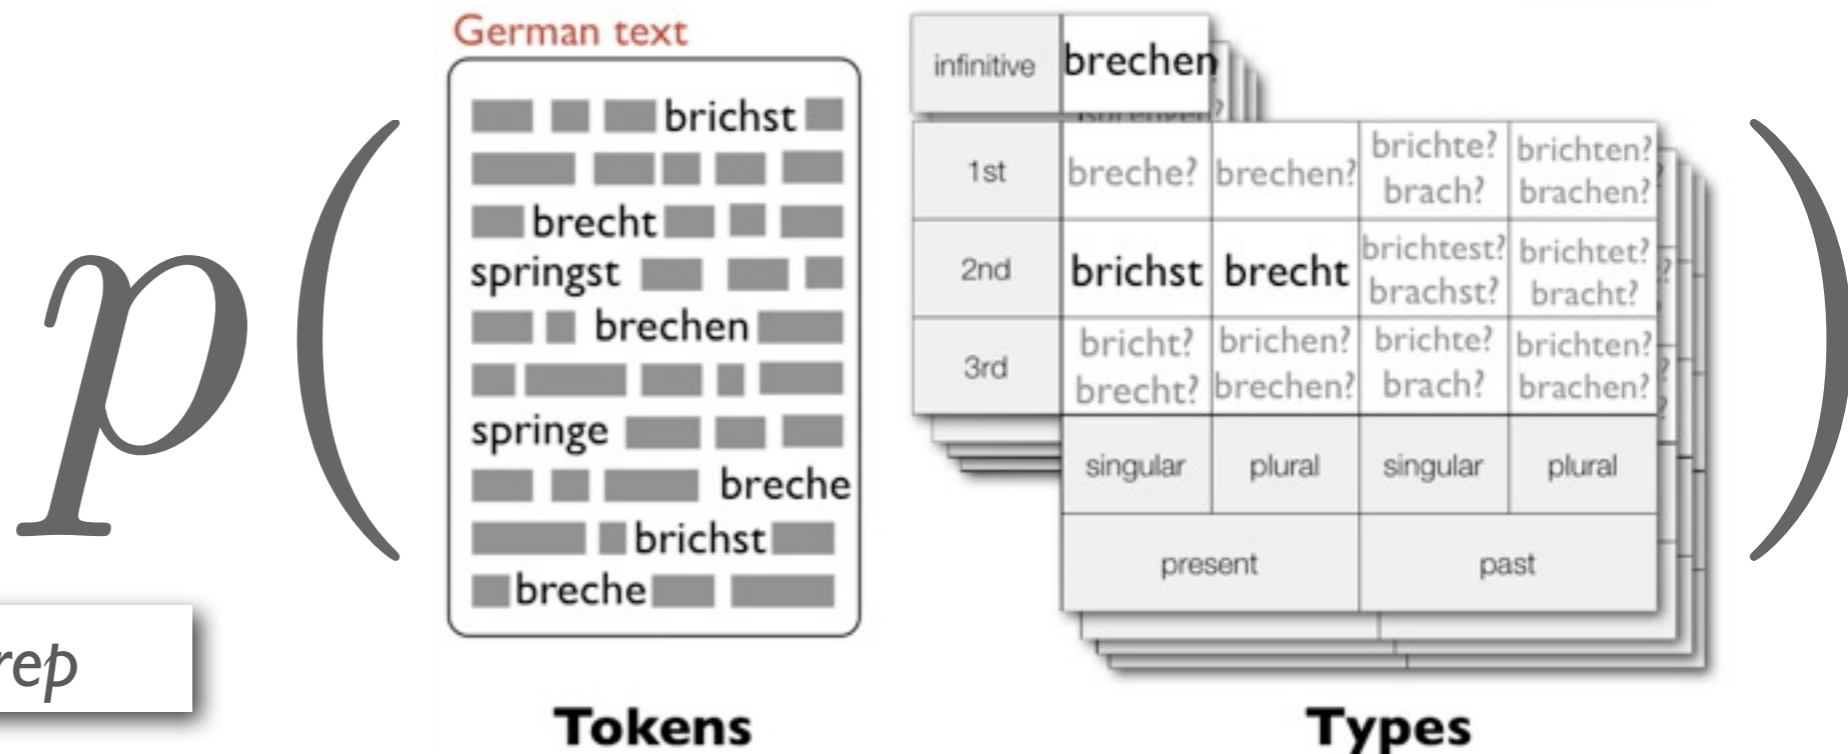 German text
p(
brichst
brecht
springst
brechen
springe
breche
brichst
breche
Tokens
infinitive brechen
1st breche? brechen? brichte? brach? brichten? brachen?
2nd brichst brecht brichtest? brachst? brichtet? bracht?
3rd bricht? brecht? brichen? brechen? brichte? brach? brichten? brachen?
singular plural singular plural
present past
Types
)
rep